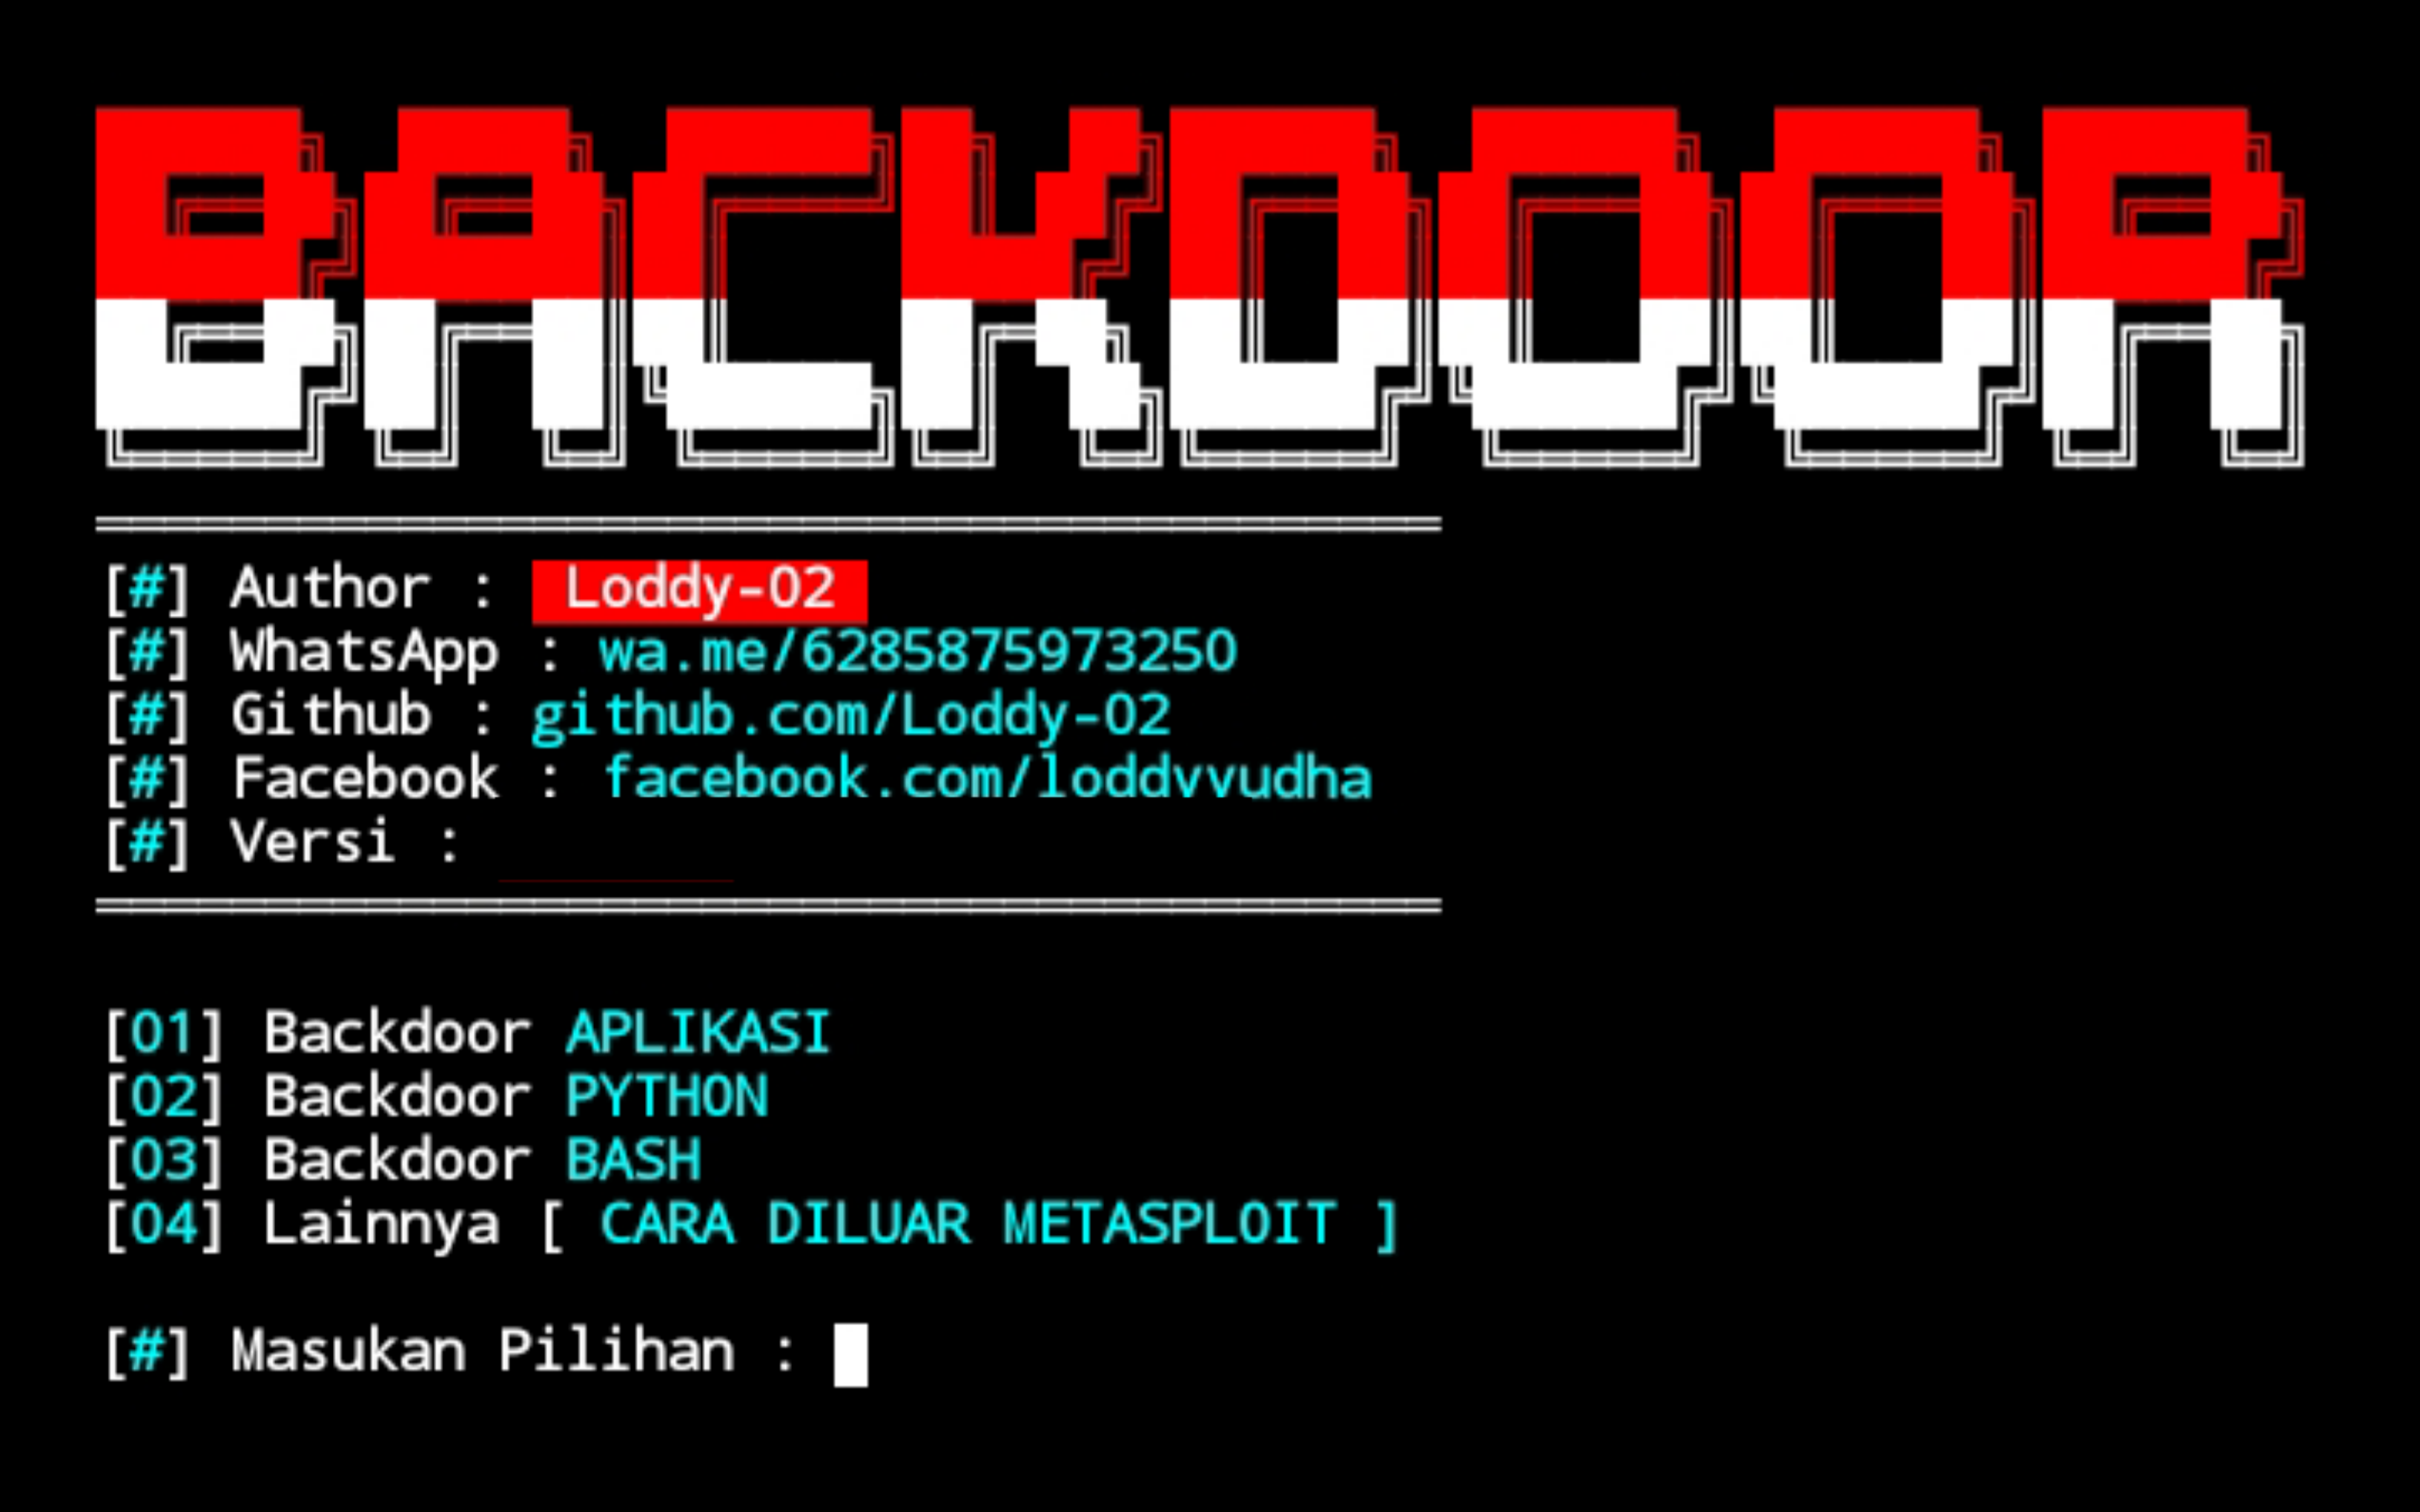 BACKDOOR
[#] Author : Loddy-02
[#] WhatsApp : wa.me/6285875973250
[#] Github : github.com/Loddy-02
[#] Facebook : facebook.com/loddvvudha
[#] Versi :
[01] Backdoor APLIKASI
[02] Backdoor PYTHON
[03] Backdoor BASH
[04] Lainnya [ CARA DILUAR METASPLOIT ]
[#] Masukan Pilihan :